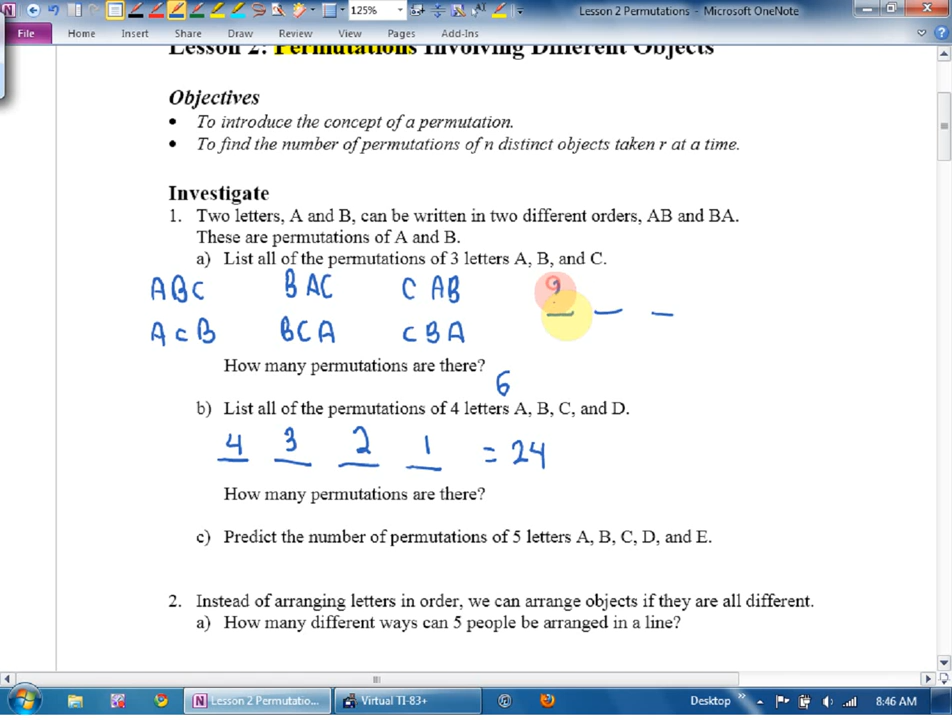 125%
Lesson 2 Permutations - Microsoft OneNote
File Home Insert Share Draw Review View Pages Add-Ins
Lesson 2: Permutations Involving Different Objects
Objectives
• To introduce the concept of a permutation.
• To find the number of permutations of n distinct objects taken r at a time.
Investigate
1. Two letters, A and B, can be written in two different orders, AB and BA.
These are permutations of A and B.
a) List all of the permutations of 3 letters A, B, and C.
ABC BAC CAB
ACB BCA CBA
How many permutations are there?
6
b) List all of the permutations of 4 letters A, B, C, and D.
4 3 2 1 = 24
How many permutations are there?
c) Predict the number of permutations of 5 letters A, B, C, D, and E.
2. Instead of arranging letters in order, we can arrange objects if they are all different.
a) How many different ways can 5 people be arranged in a line?
Lesson 2 Permutatio... Virtual TI-83+ Desktop 8:46 AM